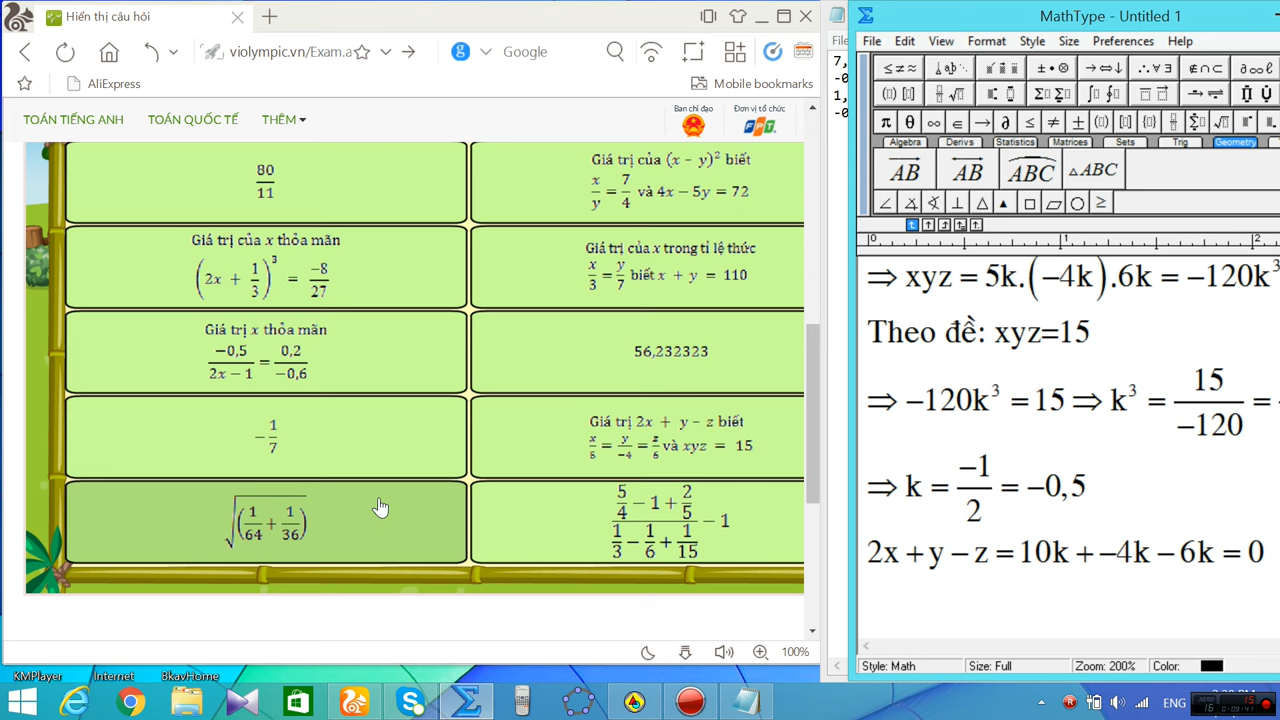 Hiển thị câu hỏi
violympic.vn/Exam.a
Google
AliExpress
Mobile bookmarks
TOÁN TIẾNG ANH
TOÁN QUỐC TẾ
THÊM
Ban chỉ đạo
Đơn vị tổ chức
FPT
80/11
Giá trị của (x – y)² biết
x/y = 7/4 và 4x – 5y = 72
Giá trị của x thỏa mãn
(2x + 1/3)³ = –8/27
Giá trị của x trong tỉ lệ thức
x/3 = y/7 biết x + y = 110
Giá trị x thỏa mãn
–0,5/(2x – 1) = 0,2/–0,6
56,232323
–1/7
Giá trị 2x + y – z biết
x/5 = y/–4 = z/6 và xyz = 15
√(1/64 + 1/36)
(5/4 – 1 + 2/5)/(1/3 – 1/6 + 1/15) – 1
100%
MathType - Untitled 1
File Edit View Format Style Size Preferences Help
Algebra Derivs Statistics Matrices Sets Trig Geometry
AB AB ABC △ABC
0 1 2
⇒ xyz = 5k.(−4k).6k = −120k³
Theo đề: xyz=15
⇒ −120k³ = 15 ⇒ k³ = 15/−120 =
⇒ k = −1/2 = −0,5
2x + y − z = 10k + −4k − 6k = 0
Style: Math Size: Full Zoom: 200% Color:
KMPlayer Internet BkavHome
ENG